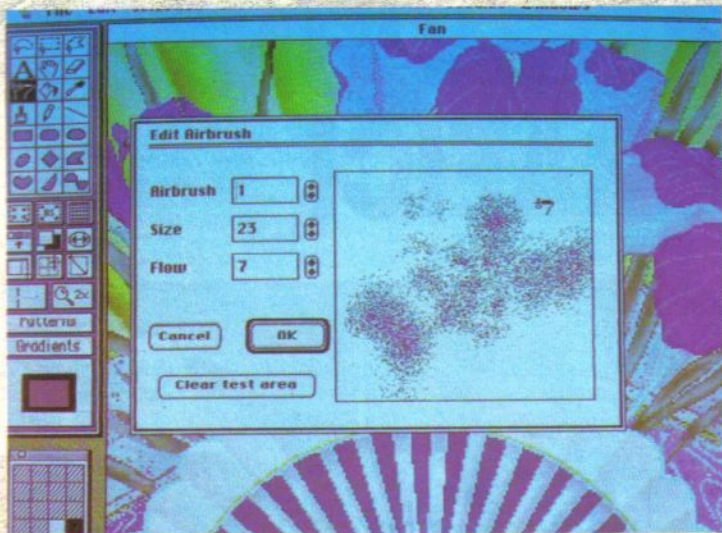 Fan
Edit Airbrush
Airbrush 1
Size 23
Flow 7
Cancel OK
Clear test area
A
2x
Patterns
Gradients